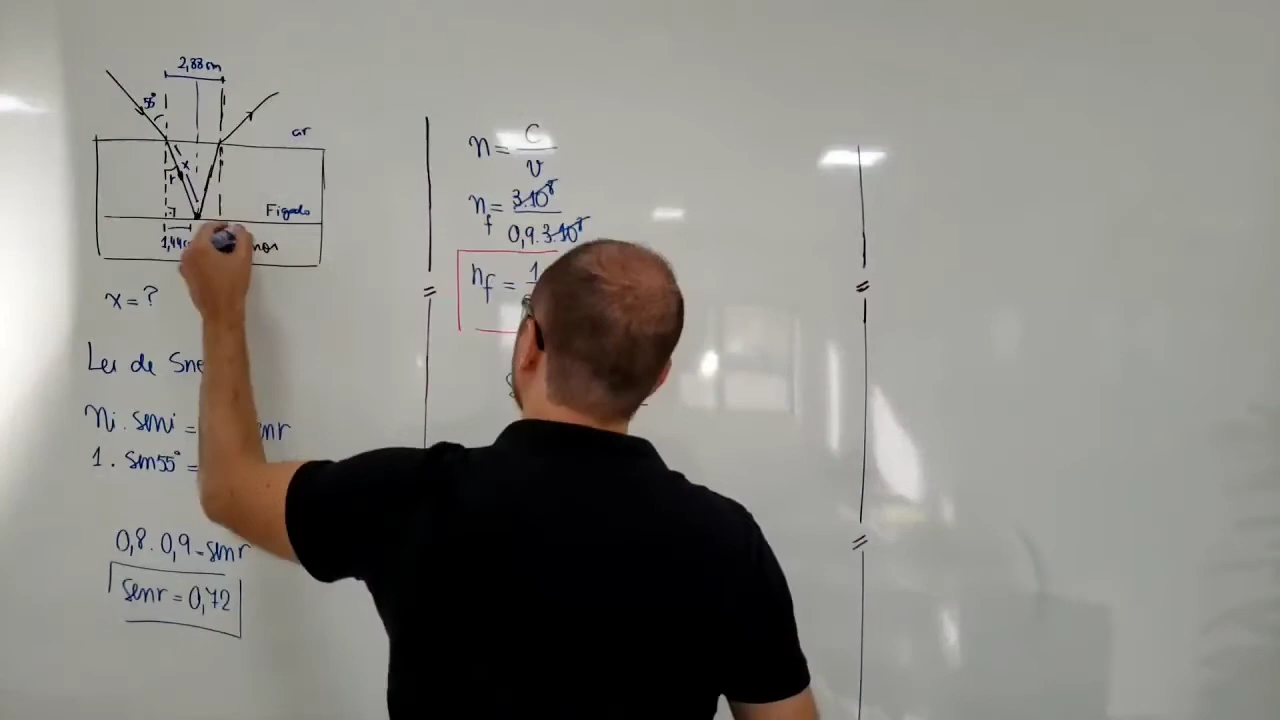 2,88cm
55°
ar
x
r
Fígado
1,44
x = ?
Lei de
ni . seni =
1 . sen55° =
0,8 . 0,9 = senr
senr = 0,72
n = c/v
nf = 3.10⁸/0,9.3.10⁸
nf = 1